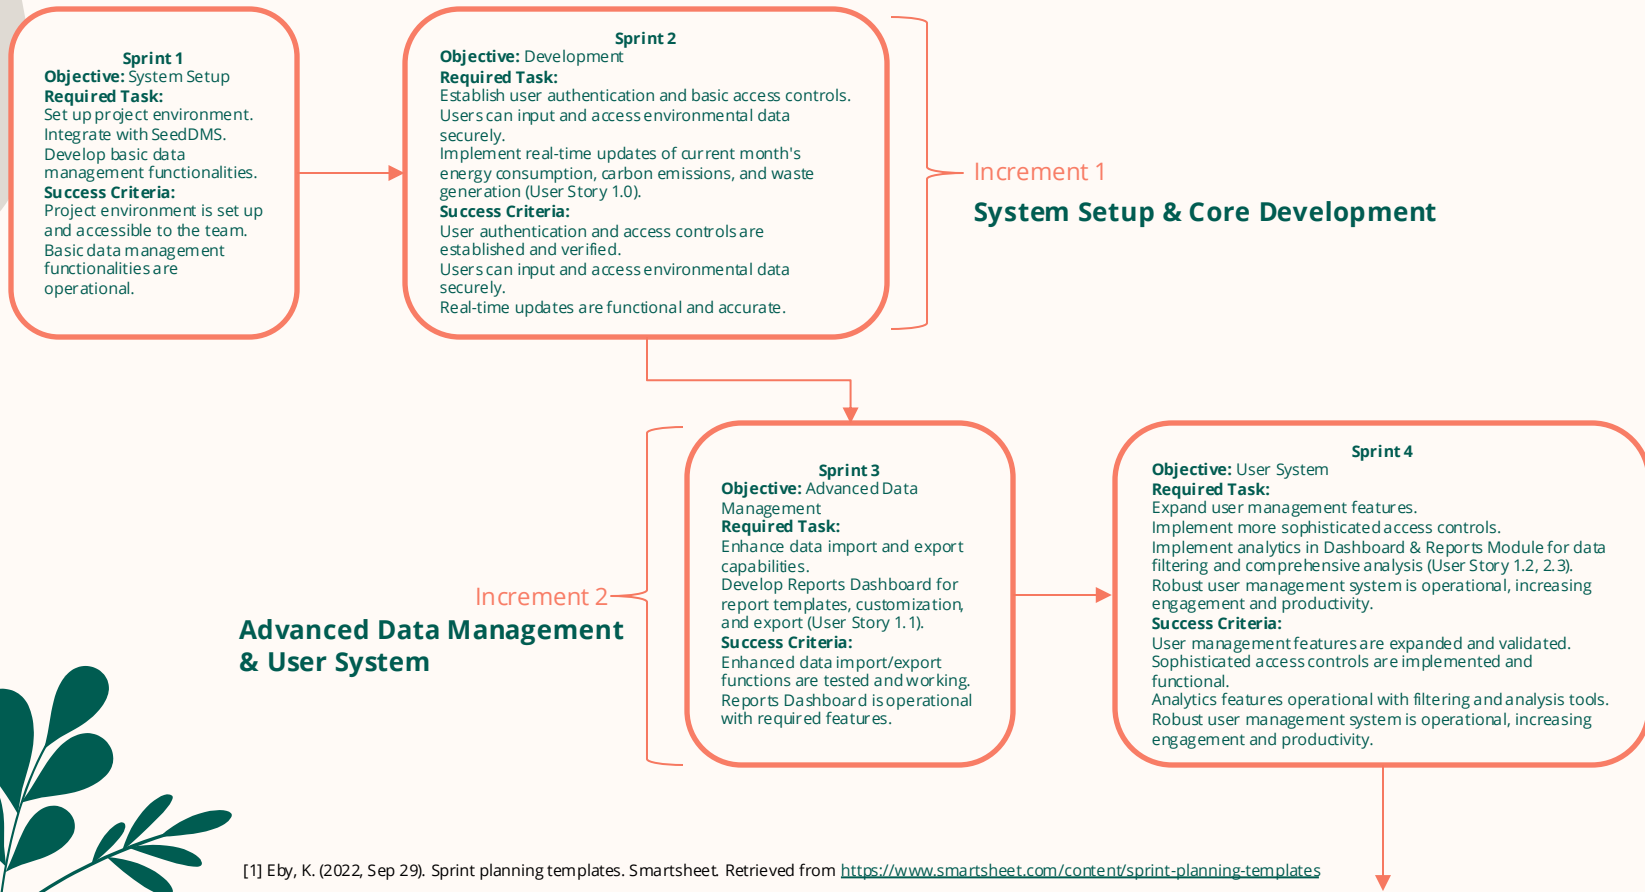 Sprint 1
Objective: System Setup
Required Task:
Set up project environment.
Integrate with SeedDMS.
Develop basic data
management functionalities.
Success Criteria:
Project environment is set up
and accessible to the team.
Basic data management
functionalities are
operational.
Sprint 2
Objective: Development
Required Task:
Establish user authentication and basic access controls.
Users can input and access environmental data
securely.
Implement real-time updates of current month's
energy consumption, carbon emissions, and waste
generation (User Story 1.0).
Success Criteria:
User authentication and access controls are
established and verified.
Users can input and access environmental data
securely.
Real-time updates are functional and accurate.
Increment 1
System Setup & Core Development
Increment 2
Advanced Data Management
& User System
Sprint 3
Objective: Advanced Data
Management
Required Task:
Enhance data import and export
capabilities.
Develop Reports Dashboard for
report templates, customization,
and export (User Story 1.1).
Success Criteria:
Enhanced data import/export
functions are tested and working.
Reports Dashboard is operational
with required features.
Sprint 4
Objective: User System
Required Task:
Expand user management features.
Implement more sophisticated access controls.
Implement analytics in Dashboard & Reports Module for data
filtering and comprehensive analysis (User Story 1.2, 2.3).
Robust user management system is operational, increasing
engagement and productivity.
Success Criteria:
User management features are expanded and validated.
Sophisticated access controls are implemented and
functional.
Analytics features operational with filtering and analysis tools.
Robust user management system is operational, increasing
engagement and productivity.
[1] Eby, K. (2022, Sep 29). Sprint planning templates. Smartsheet. Retrieved from https://www.smartsheet.com/content/sprint-planning-templates